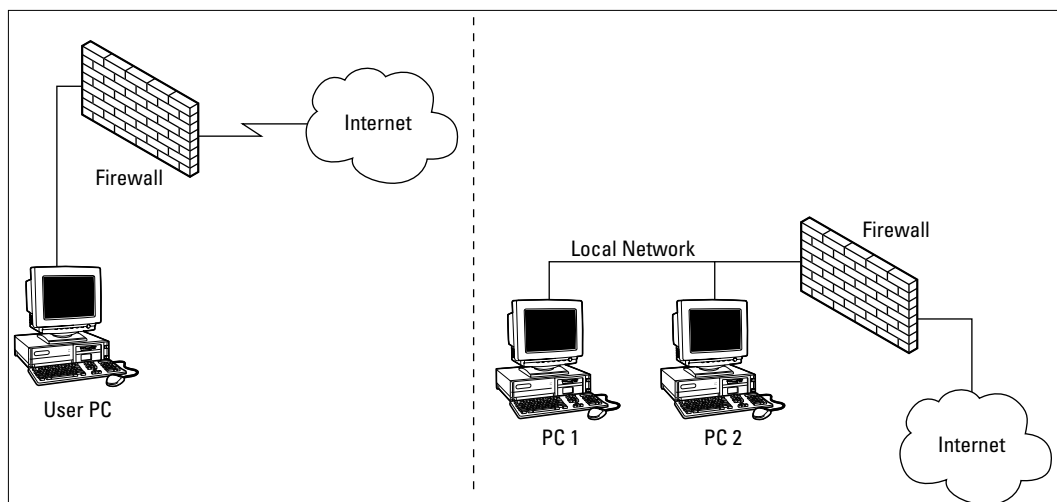 Internet
Firewall
User PC
Firewall
Local Network
PC 1
PC 2
Internet